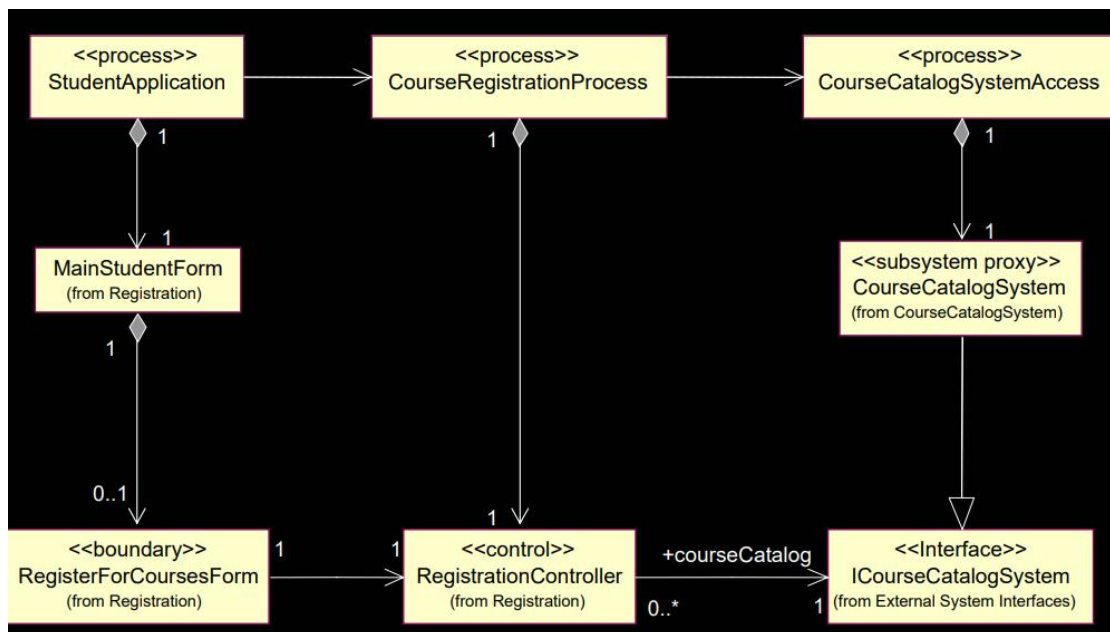 <<process>>
StudentApplication
<<process>>
CourseRegistrationProcess
<<process>>
CourseCatalogSystemAccess
1
1
1
1
1
MainStudentForm
(from Registration)
<<subsystem proxy>>
CourseCatalogSystem
(from CourseCatalogSystem)
1
0..1
1
<<boundary>>
RegisterForCoursesForm
(from Registration)
1
1
<<control>>
RegistrationController
(from Registration)
+courseCatalog
0..*
1
<<Interface>>
ICourseCatalogSystem
(from External System Interfaces)